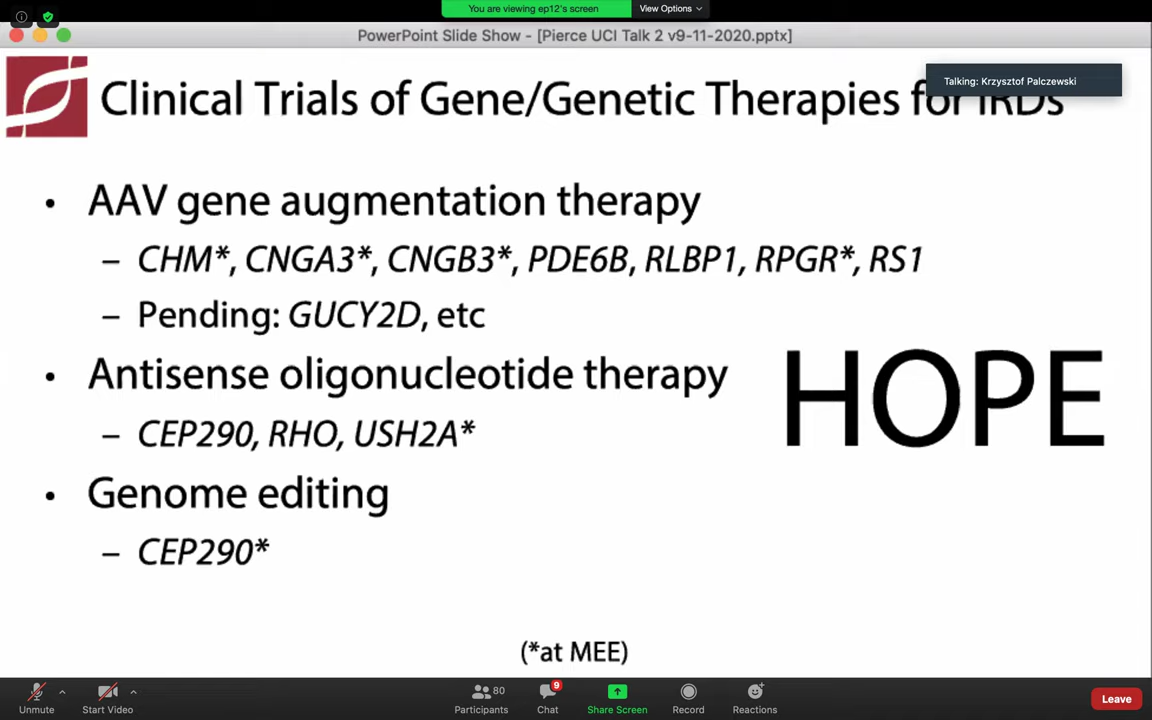 You are viewing ep12's screen
View Options
PowerPoint Slide Show - [Pierce UCI Talk 2 v9-11-2020.pptx]
Talking: Krzysztof Palczewski
Clinical Trials of Gene/Genetic Therapies for IRDs
• AAV gene augmentation therapy
– CHM*, CNGA3*, CNGB3*, PDE6B, RLBP1, RPGR*, RS1
– Pending: GUCY2D, etc
• Antisense oligonucleotide therapy
HOPE
– CEP290, RHO, USH2A*
• Genome editing
– CEP290*
(*at MEE)
Unmute
Start Video
80
Participants
9
Chat
Share Screen
Record
Reactions
Leave